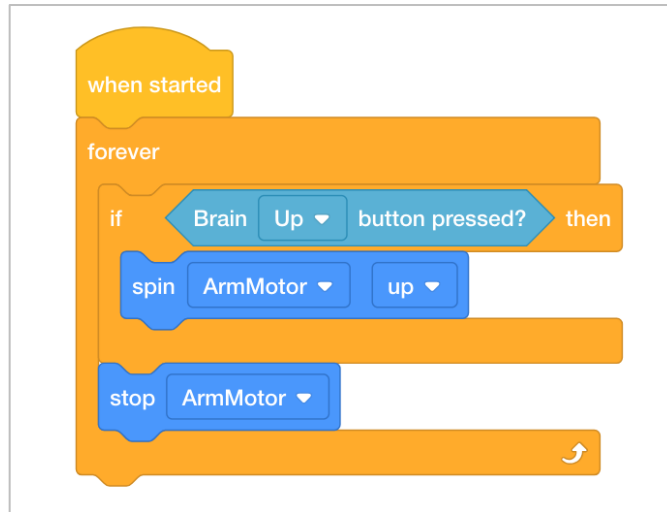 when started
forever
if Brain Up button pressed? then
spin ArmMotor up
stop ArmMotor